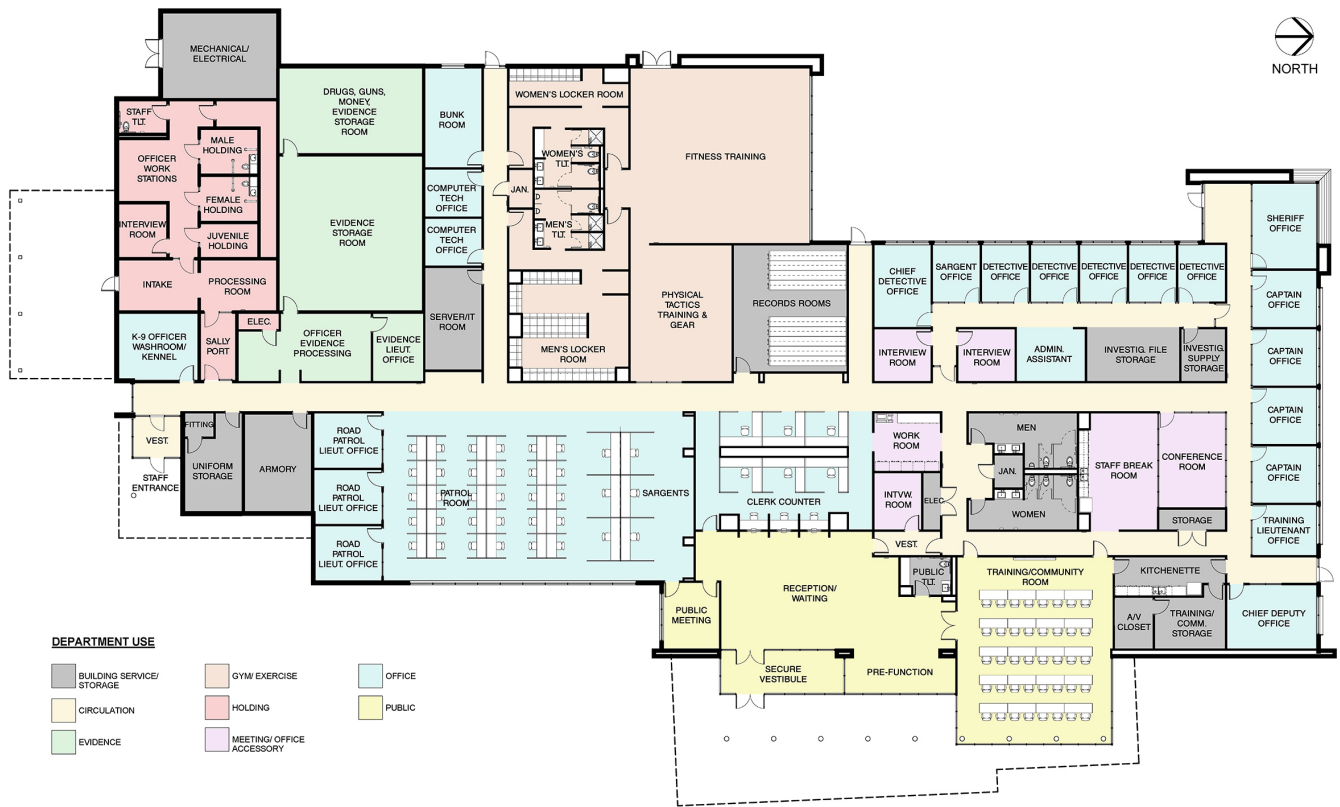 MECHANICAL/
ELECTRICAL
NORTH
STAFF
TLT.
DRUGS, GUNS,
MONEY,
EVIDENCE
STORAGE
ROOM
BUNK
ROOM
WOMEN'S LOCKER ROOM
MALE
HOLDING
OFFICER
WORK
STATIONS
WOMEN'S
TLT.
FITNESS TRAINING
JAN.
FEMALE
HOLDING
COMPUTER
TECH
OFFICE
INTERVIEW
ROOM
EVIDENCE
STORAGE
ROOM
MEN'S
TLT.
JUVENILE
HOLDING
COMPUTER
TECH
OFFICE
SHERIFF
OFFICE
INTAKE
PROCESSING
ROOM
CHIEF
DETECTIVE
OFFICE
SARGENT
OFFICE
DETECTIVE
OFFICE
DETECTIVE
OFFICE
DETECTIVE
OFFICE
DETECTIVE
OFFICE
DETECTIVE
OFFICE
CAPTAIN
OFFICE
SERVER/IT
ROOM
PHYSICAL
TACTICS
TRAINING &
GEAR
RECORDS ROOMS
ELEC.
K-9 OFFICER
WASHROOM/
KENNEL
SALLY
PORT
OFFICER
EVIDENCE
PROCESSING
EVIDENCE
LIEUT.
OFFICE
MEN'S LOCKER
ROOM
INTERVIEW
ROOM
INTERVIEW
ROOM
ADMIN.
ASSISTANT
INVESTIG. FILE
STORAGE
INVESTIG.
SUPPLY
STORAGE
CAPTAIN
OFFICE
CAPTAIN
OFFICE
VEST.
FITTING
UNIFORM
STORAGE
ARMORY
ROAD
PATROL
LIEUT. OFFICE
WORK
ROOM
MEN
STAFF BREAK
ROOM
CONFERENCE
ROOM
CAPTAIN
OFFICE
STAFF
ENTRANCE
JAN.
ROAD
PATROL
LIEUT. OFFICE
PATROL
ROOM
SARGENTS
CLERK COUNTER
INTVW.
ROOM
ELEC
WOMEN
STORAGE
TRAINING
LIEUTENANT
OFFICE
ROAD
PATROL
LIEUT. OFFICE
VEST.
PUBLIC
TLT.
TRAINING/COMMUNITY
ROOM
KITCHENETTE
RECEPTION/
WAITING
PUBLIC
MEETING
A/V
CLOSET
TRAINING/
COMM.
STORAGE
CHIEF DEPUTY
OFFICE
SECURE
VESTIBULE
PRE-FUNCTION
DEPARTMENT USE
BUILDING SERVICE/
STORAGE
CIRCULATION
EVIDENCE
GYM/ EXERCISE
HOLDING
MEETING/ OFFICE
ACCESSORY
OFFICE
PUBLIC